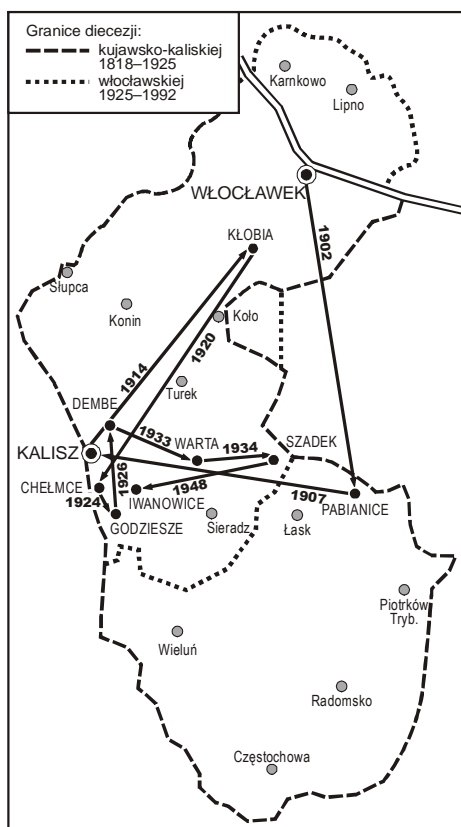 Granice diecezji:
kujawsko-kaliskiej
1818–1925
włocławskiej
1925–1992
Karnkowo
Lipno
WŁOCŁAWEK
1902
KŁOBIA
Słupca
Konin
Koło
1920
1914
Turek
DEMBE
1933
WARTA
1934
SZADEK
KALISZ
CHEŁMCE
1926
1948
IWANOWICE
1907
PABIANICE
1924
GODZIESZE
Sieradz
Łask
Piotrków
Tryb.
Wieluń
Radomsko
Częstochowa